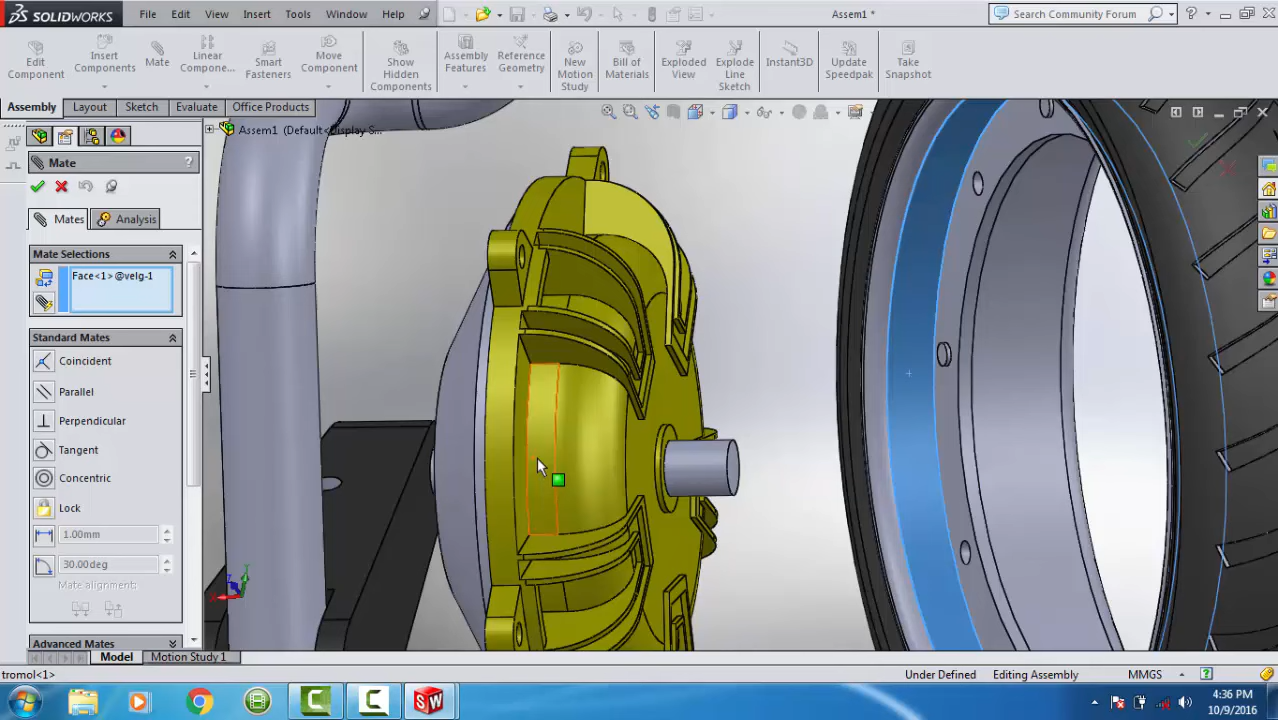 SOLIDWORKS
File Edit View Insert Tools Window Help
Assem1 *
Search Community Forum
Edit Component
Insert Components
Mate
Linear Compone...
Smart Fasteners
Move Component
Show Hidden Components
Assembly Features
Reference Geometry
New Motion Study
Bill of Materials
Exploded View
Explode Line Sketch
Instant3D
Update Speedpak
Take Snapshot
Assembly Layout Sketch Evaluate Office Products
Assem1 (Default<Display S...
Mate ?
Mates Analysis
Mate Selections
Face<1>@velg-1
Standard Mates
Coincident
Parallel
Perpendicular
Tangent
Concentric
Lock
1.00mm
30.00deg
Mate alignment:
Advanced Mates
Model Motion Study 1
tromol<1> Under Defined Editing Assembly MMGS
4:36 PM
10/9/2016